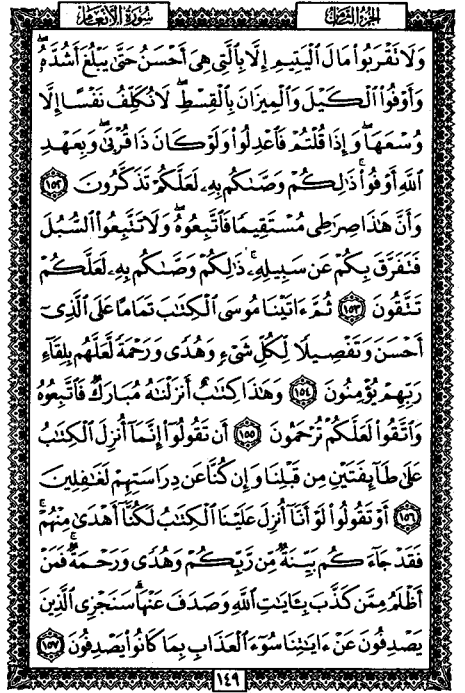 الجزء الثامن
سورة الأنعام
وَلَا نَقْرَبُوا۟ مَالَ ٱلْيَتِيمِ إِلَّا بِٱلَّتِى هِىَ أَحْسَنُ حَتَّىٰ يَبْلُغَ أَشُدَّهُۥ
وَأَوْفُوا۟ ٱلْكَيْلَ وَٱلْمِيزَانَ بِٱلْقِسْطِ لَا نُكَلِّفُ نَفْسًا إِلَّا
وُسْعَهَا وَإِذَا قُلْتُمْ فَٱعْدِلُوا۟ وَلَوْ كَانَ ذَا قُرْبَىٰ وَبِعَهْدِ
ٱللَّهِ أَوْفُوا۟ ذَٰلِكُمْ وَصَّىٰكُم بِهِۦ لَعَلَّكُمْ تَذَكَّرُونَ ١٥٢
وَأَنَّ هَٰذَا صِرَٰطِى مُسْتَقِيمًا فَٱتَّبِعُوهُ وَلَا تَتَّبِعُوا۟ ٱلسُّبُلَ
فَتَفَرَّقَ بِكُمْ عَن سَبِيلِهِۦ ذَٰلِكُمْ وَصَّىٰكُم بِهِۦ لَعَلَّكُمْ
تَتَّقُونَ ١٥٣ ثُمَّ ءَاتَيْنَا مُوسَى ٱلْكِتَٰبَ تَمَامًا عَلَى ٱلَّذِىٓ
أَحْسَنَ وَتَفْصِيلًا لِّكُلِّ شَىْءٍ وَهُدًى وَرَحْمَةً لَّعَلَّهُم بِلِقَآءِ
رَبِّهِمْ يُؤْمِنُونَ ١٥٤ وَهَٰذَا كِتَٰبٌ أَنزَلْنَٰهُ مُبَارَكٌ فَٱتَّبِعُوهُ
وَٱتَّقُوا۟ لَعَلَّكُمْ تُرْحَمُونَ ١٥٥ أَن تَقُولُوٓا۟ إِنَّمَآ أُنزِلَ ٱلْكِتَٰبُ
عَلَىٰ طَآئِفَتَيْنِ مِن قَبْلِنَا وَإِن كُنَّا عَن دِرَاسَتِهِمْ لَغَٰفِلِينَ
١٥٦ أَوْ تَقُولُوا۟ لَوْ أَنَّآ أُنزِلَ عَلَيْنَا ٱلْكِتَٰبُ لَكُنَّآ أَهْدَىٰ مِنْهُمْ
فَقَدْ جَآءَكُم بَيِّنَةٌ مِّن رَّبِّكُمْ وَهُدًى وَرَحْمَةٌ فَمَنْ
أَظْلَمُ مِمَّن كَذَّبَ بِـَٔايَٰتِ ٱللَّهِ وَصَدَفَ عَنْهَا سَنَجْزِى ٱلَّذِينَ
يَصْدِفُونَ عَنْ ءَايَٰتِنَا سُوٓءَ ٱلْعَذَابِ بِمَا كَانُوا۟ يَصْدِفُونَ ١٥٧
١٤٩